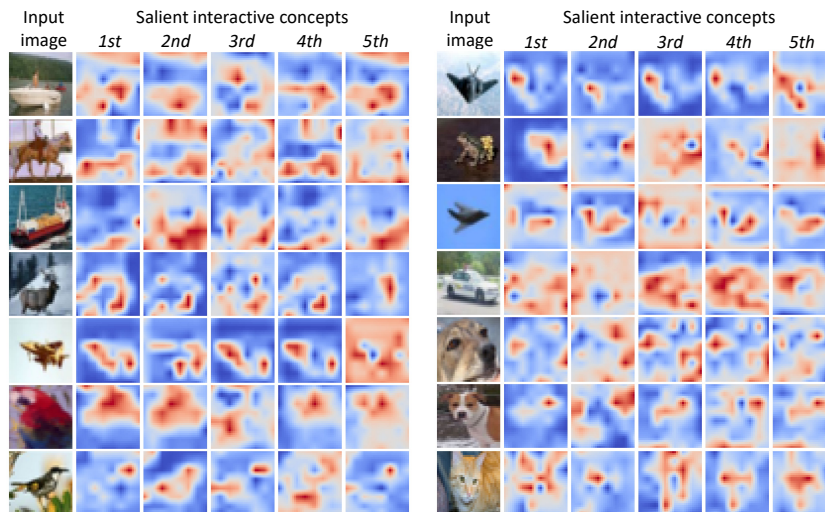 Input Salient interactive concepts
image 1st 2nd 3rd 4th 5th
Input Salient interactive concepts
image 1st 2nd 3rd 4th 5th